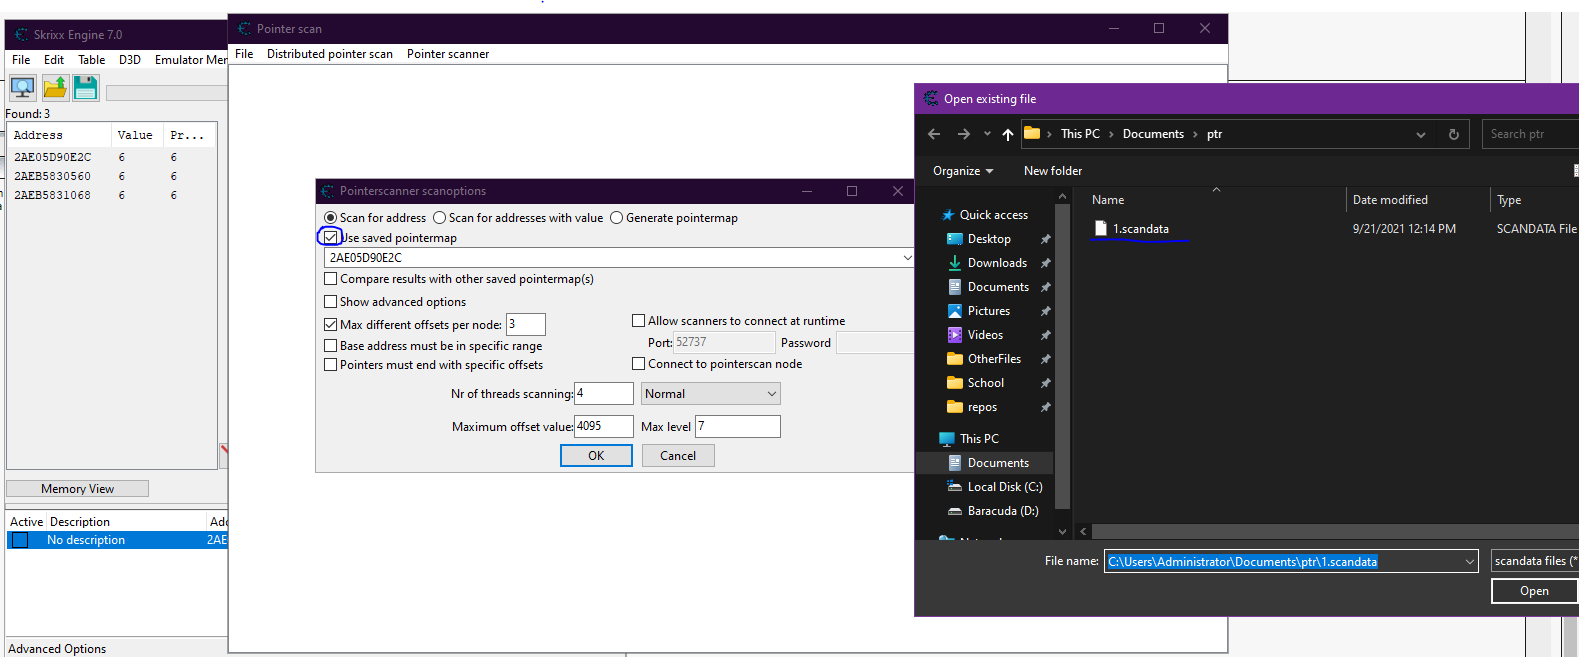 Skrixx Engine 7.0
File Edit Table D3D Emulator Mer
Found: 3
Address Value Pr...
2AE05D90E2C 6 6
2AEB5830560 6 6
2AEB5831068 6 6
Memory View
Active Description Add
No description 2AE
Advanced Options
Pointer scan
File Distributed pointer scan Pointer scanner
Pointerscanner scanoptions
Scan for address Scan for addresses with value Generate pointermap
Use saved pointermap
2AE05D90E2C
Compare results with other saved pointermap(s)
Show advanced options
Max different offsets per node: 3
Allow scanners to connect at runtime
Base address must be in specific range
Port: 52737 Password
Pointers must end with specific offsets
Connect to pointerscan node
Nr of threads scanning: 4 Normal
Maximum offset value: 4095 Max level 7
OK Cancel
Open existing file
This PC > Documents > ptr
Search ptr
Organize New folder
Name Date modified Type
1.scandata 9/21/2021 12:14 PM SCANDATA File
Quick access
Desktop
Downloads
Documents
Pictures
Videos
OtherFiles
School
repos
This PC
Documents
Local Disk (C:)
Baracuda (D:)
File name: C:\Users\Administrator\Documents\ptr\1.scandata
scandata files (*
Open